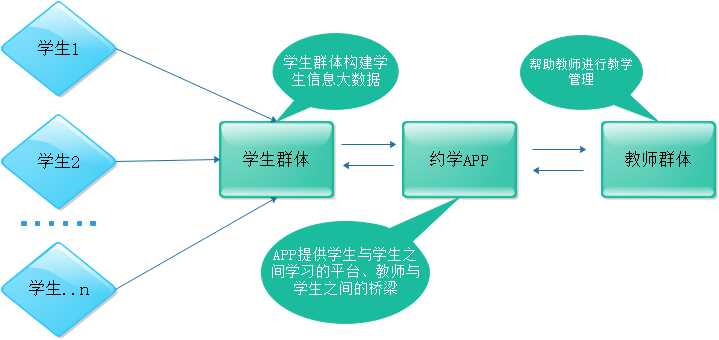 学生1
学生群体构建学
生信息大数据
帮助教师进行教学
管理
学生2
学生群体
约学APP
教师群体
学生..n
APP提供学生与学生之
间学习的平台、教师与
学生之间的桥梁